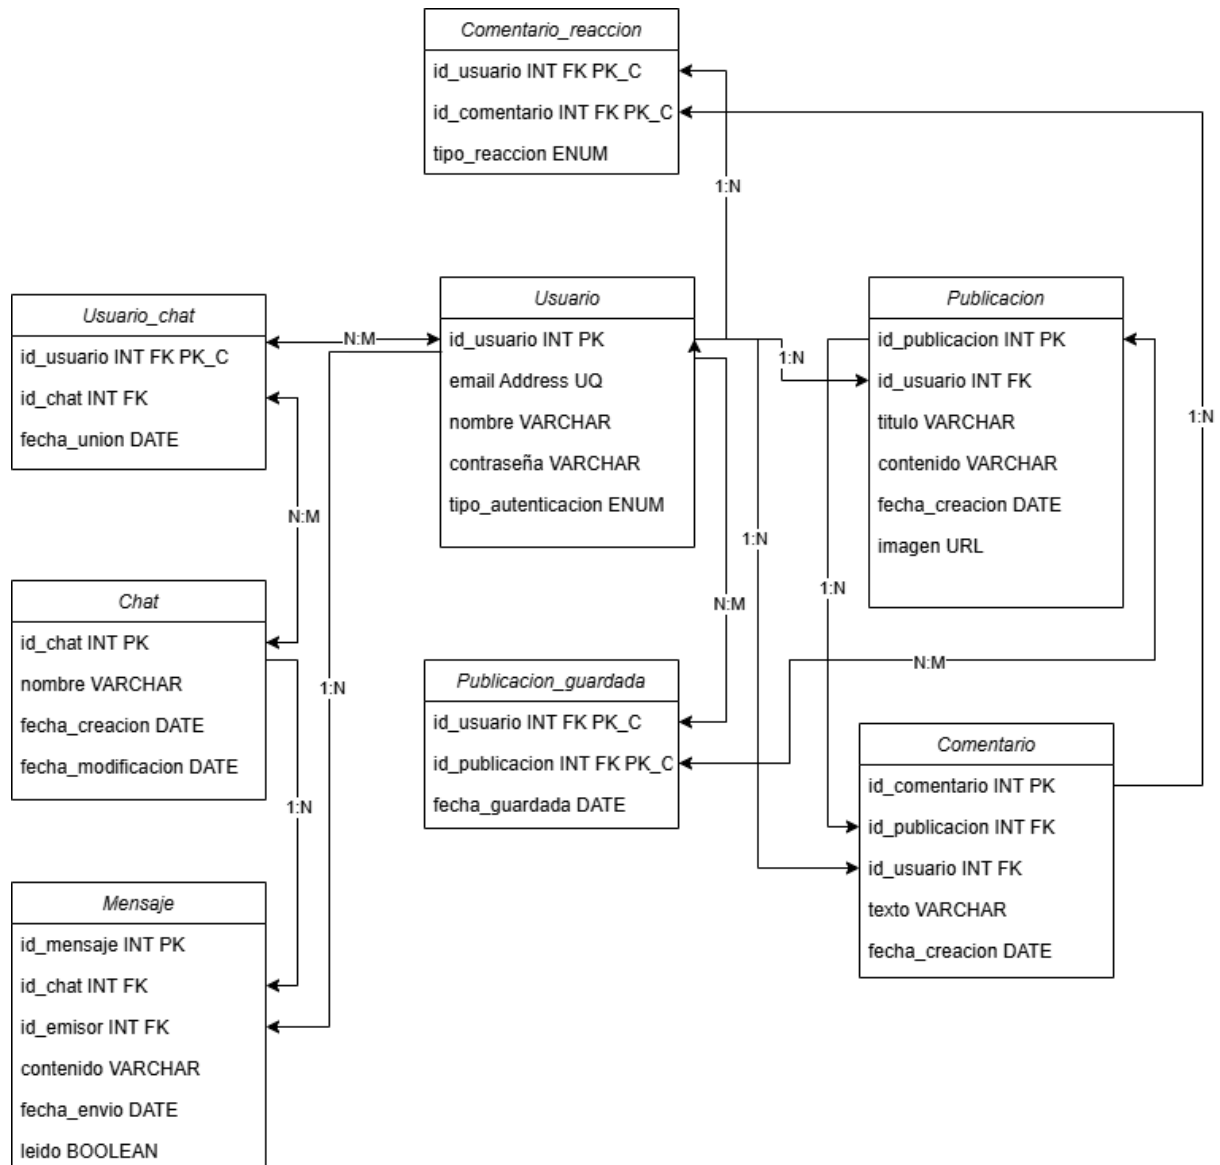 Comentario_reaccion
id_usuario INT FK PK_C
id_comentario INT FK PK_C
tipo_reaccion ENUM
1:N
Usuario_chat
id_usuario INT FK PK_C
id_chat INT FK
fecha_union DATE
N:M
Usuario
id_usuario INT PK
email Address UQ
nombre VARCHAR
contraseña VARCHAR
tipo_autenticacion ENUM
1:N
Publicacion
id_publicacion INT PK
id_usuario INT FK
titulo VARCHAR
contenido VARCHAR
fecha_creacion DATE
imagen URL
1:N
N:M
1:N
1:N
N:M
N:M
Chat
id_chat INT PK
nombre VARCHAR
fecha_creacion DATE
fecha_modificacion DATE
1:N
1:N
Publicacion_guardada
id_usuario INT FK PK_C
id_publicacion INT FK PK_C
fecha_guardada DATE
Comentario
id_comentario INT PK
id_publicacion INT FK
id_usuario INT FK
texto VARCHAR
fecha_creacion DATE
Mensaje
id_mensaje INT PK
id_chat INT FK
id_emisor INT FK
contenido VARCHAR
fecha_envio DATE
leido BOOLEAN